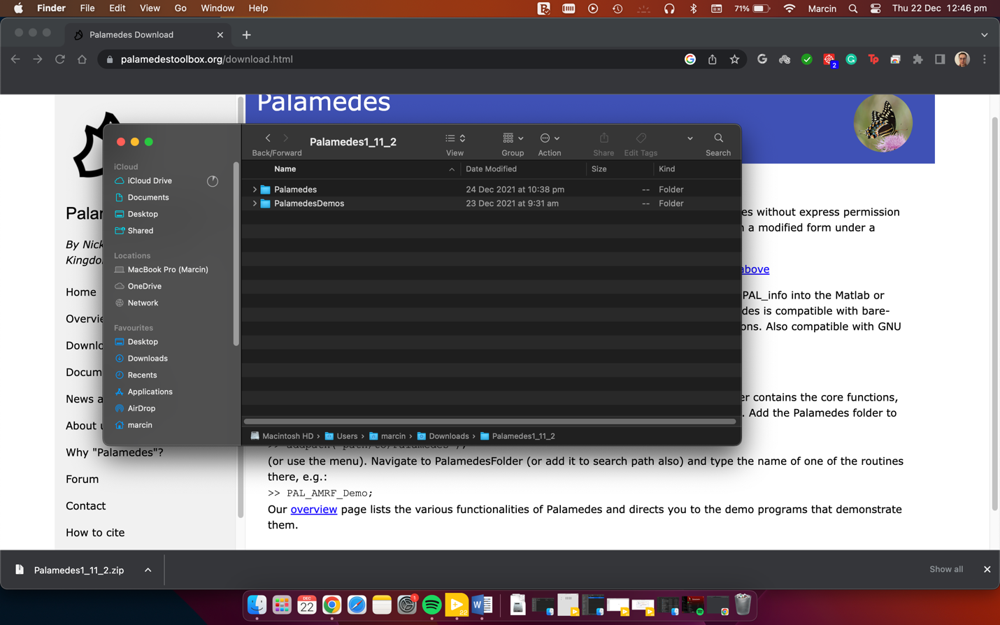 Finder File Edit View Go Window Help 71% Marcin Thu 22 Dec 12:46 pm
Palamedes Download
palamedestoolbox.org/download.html
2
Palamedes
Palamedes1_11_2
Back/Forward View Group Action Share Edit Tags Search
Name Date Modified Size Kind
Palamedes 24 Dec 2021 at 10:38 pm -- Folder
PalamedesDemos 23 Dec 2021 at 9:31 am -- Folder
iCloud
iCloud Drive
Documents
Desktop
Shared
Locations
MacBook Pro (Marcin)
OneDrive
Network
Favourites
Desktop
Downloads
Recents
Applications
AirDrop
marcin
Macintosh HD › Users › marcin › Downloads › Palamedes1_11_2
Palar
By Nick
Kingdo
Home
Overvie
Downlo
Docum
News a
About u
Why "Palamedes"?
Forum
Contact
How to cite
es without express permission
a modified form under a
above
PAL_info into the Matlab or
des is compatible with bare-
ons. Also compatible with GNU
er contains the core functions,
. Add the Palamedes folder to
(or use the menu). Navigate to PalamedesFolder (or add it to search path also) and type the name of one of the routines
there, e.g.:
>> PAL_AMRF_Demo;
Our overview page lists the various functionalities of Palamedes and directs you to the demo programs that demonstrate
them.
Palamedes1_11_2.zip
Show all
DEC
22
1
22